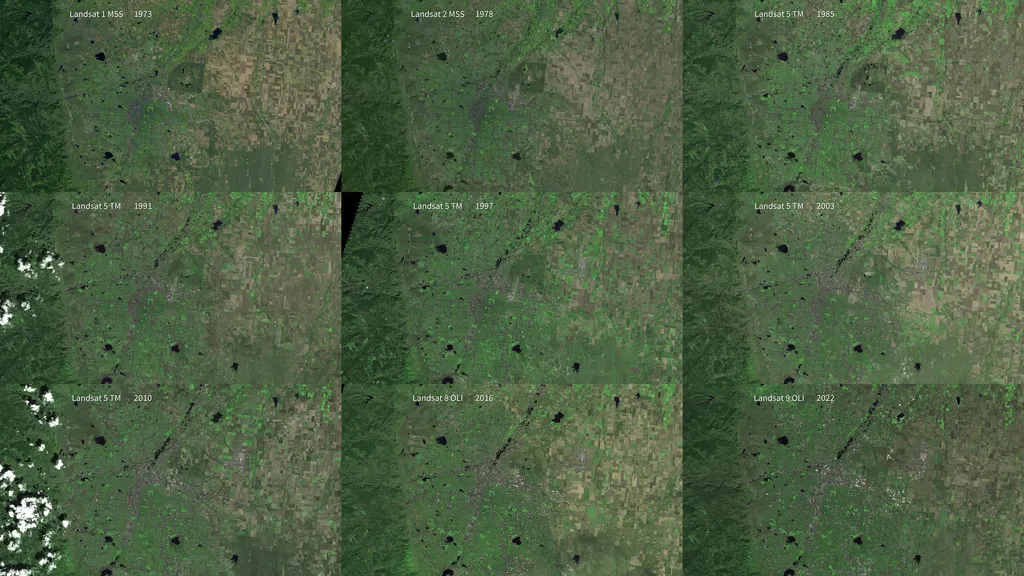 Landsat 1 MSS 1973
Landsat 2 MSS 1978
Landsat 5 TM 1985
Landsat 5 TM 1991
Landsat 5 TM 1997
Landsat 5 TM 2003
Landsat 5 TM 2010
Landsat 8 OLI 2016
Landsat 9 OLI 2022